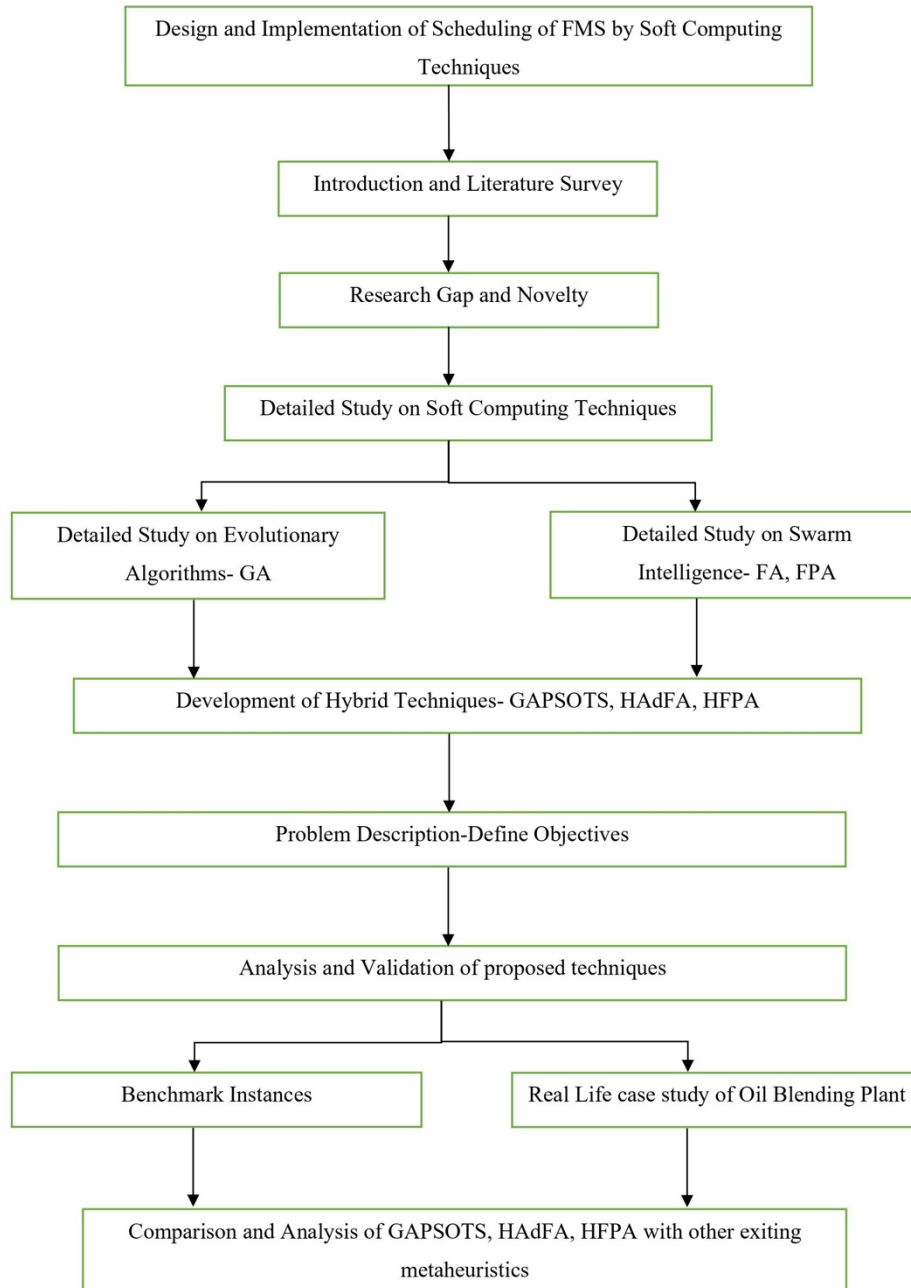 Design and Implementation of Scheduling of FMS by Soft Computing
Techniques
Introduction and Literature Survey
Research Gap and Novelty
Detailed Study on Soft Computing Techniques
Detailed Study on Evolutionary
Algorithms- GA
Detailed Study on Swarm
Intelligence- FA, FPA
Development of Hybrid Techniques- GAPSOTS, HAdFA, HFPA
Problem Description-Define Objectives
Analysis and Validation of proposed techniques
Benchmark Instances
Real Life case study of Oil Blending Plant
Comparison and Analysis of GAPSOTS, HAdFA, HFPA with other exiting
metaheuristics